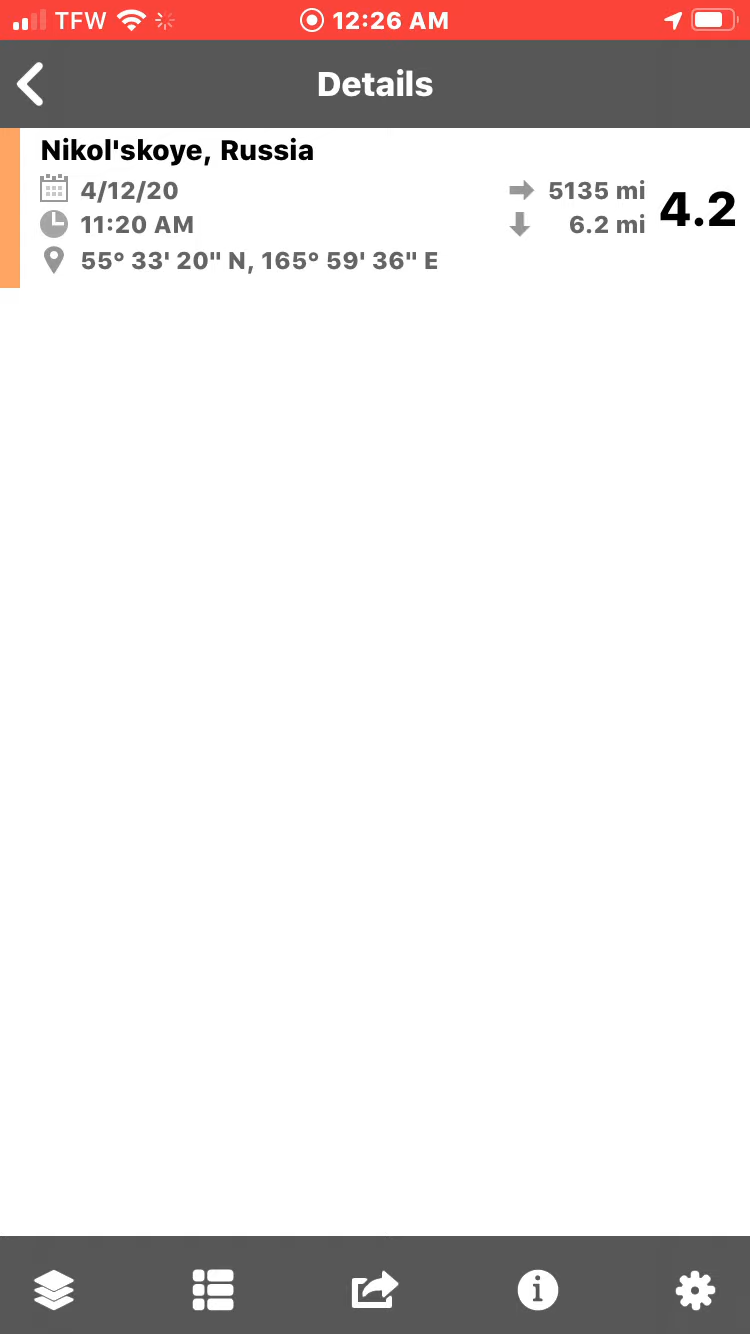 TFW 12:26 AM
Details
Nikol'skoye, Russia
4/12/20 5135 mi 4.2
11:20 AM 6.2 mi
55° 33' 20" N, 165° 59' 36" E